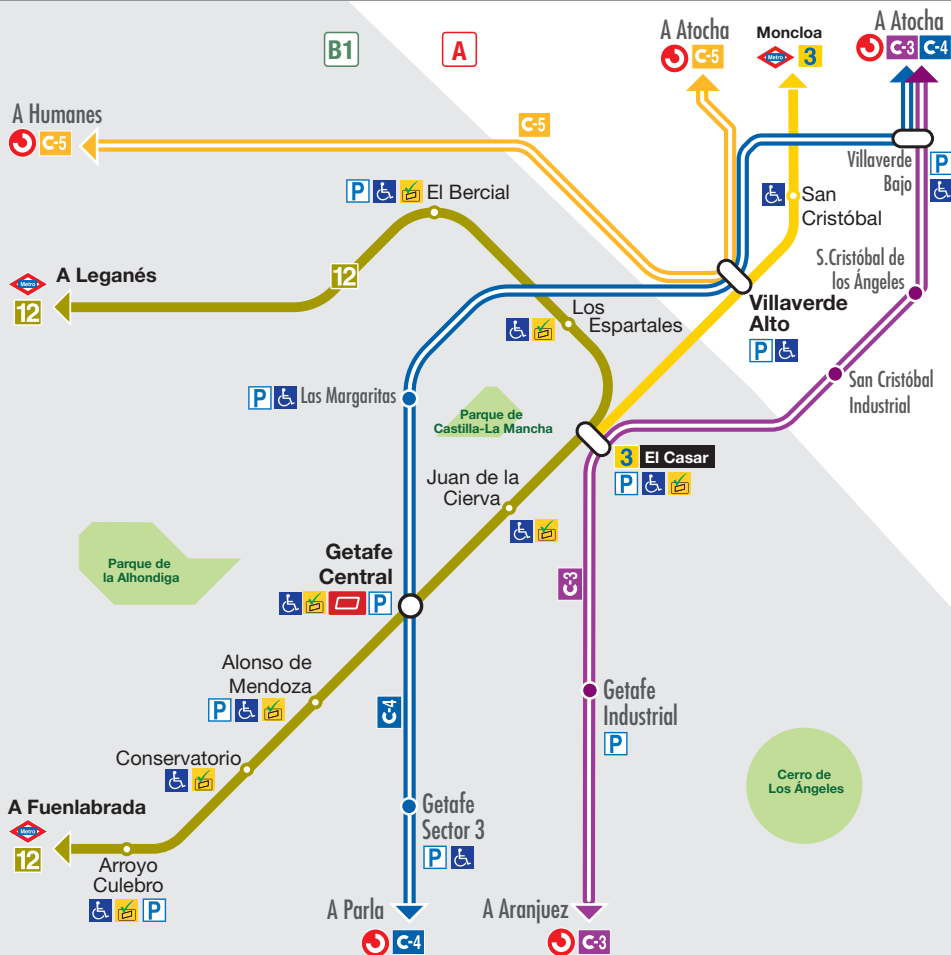 B1
A
A Atocha
C-5
Moncloa
Metro 3
A Atocha
C-3 C-4
A Humanes
C-5
C-5
Villaverde
Bajo
P
P
El Bercial
San
Cristóbal
S.Cristóbal de
los Ángeles
A Leganés
Metro
12
12
Villaverde
Alto
P
Los
Espartales
P
Las Margaritas
San Cristóbal
Industrial
Parque de
Castilla-La Mancha
3 El Casar
P
Juan de la
Cierva
Parque de
la Alhondiga
Getafe
Central
P
C-3
Alonso de
Mendoza
P
C-4
Getafe
Industrial
P
Conservatorio
Cerro de
Los Ángeles
A Fuenlabrada
Metro
12
Getafe
Sector 3
P
Arroyo
Culebro
P
A Parla
C-4
A Aranjuez
C-3